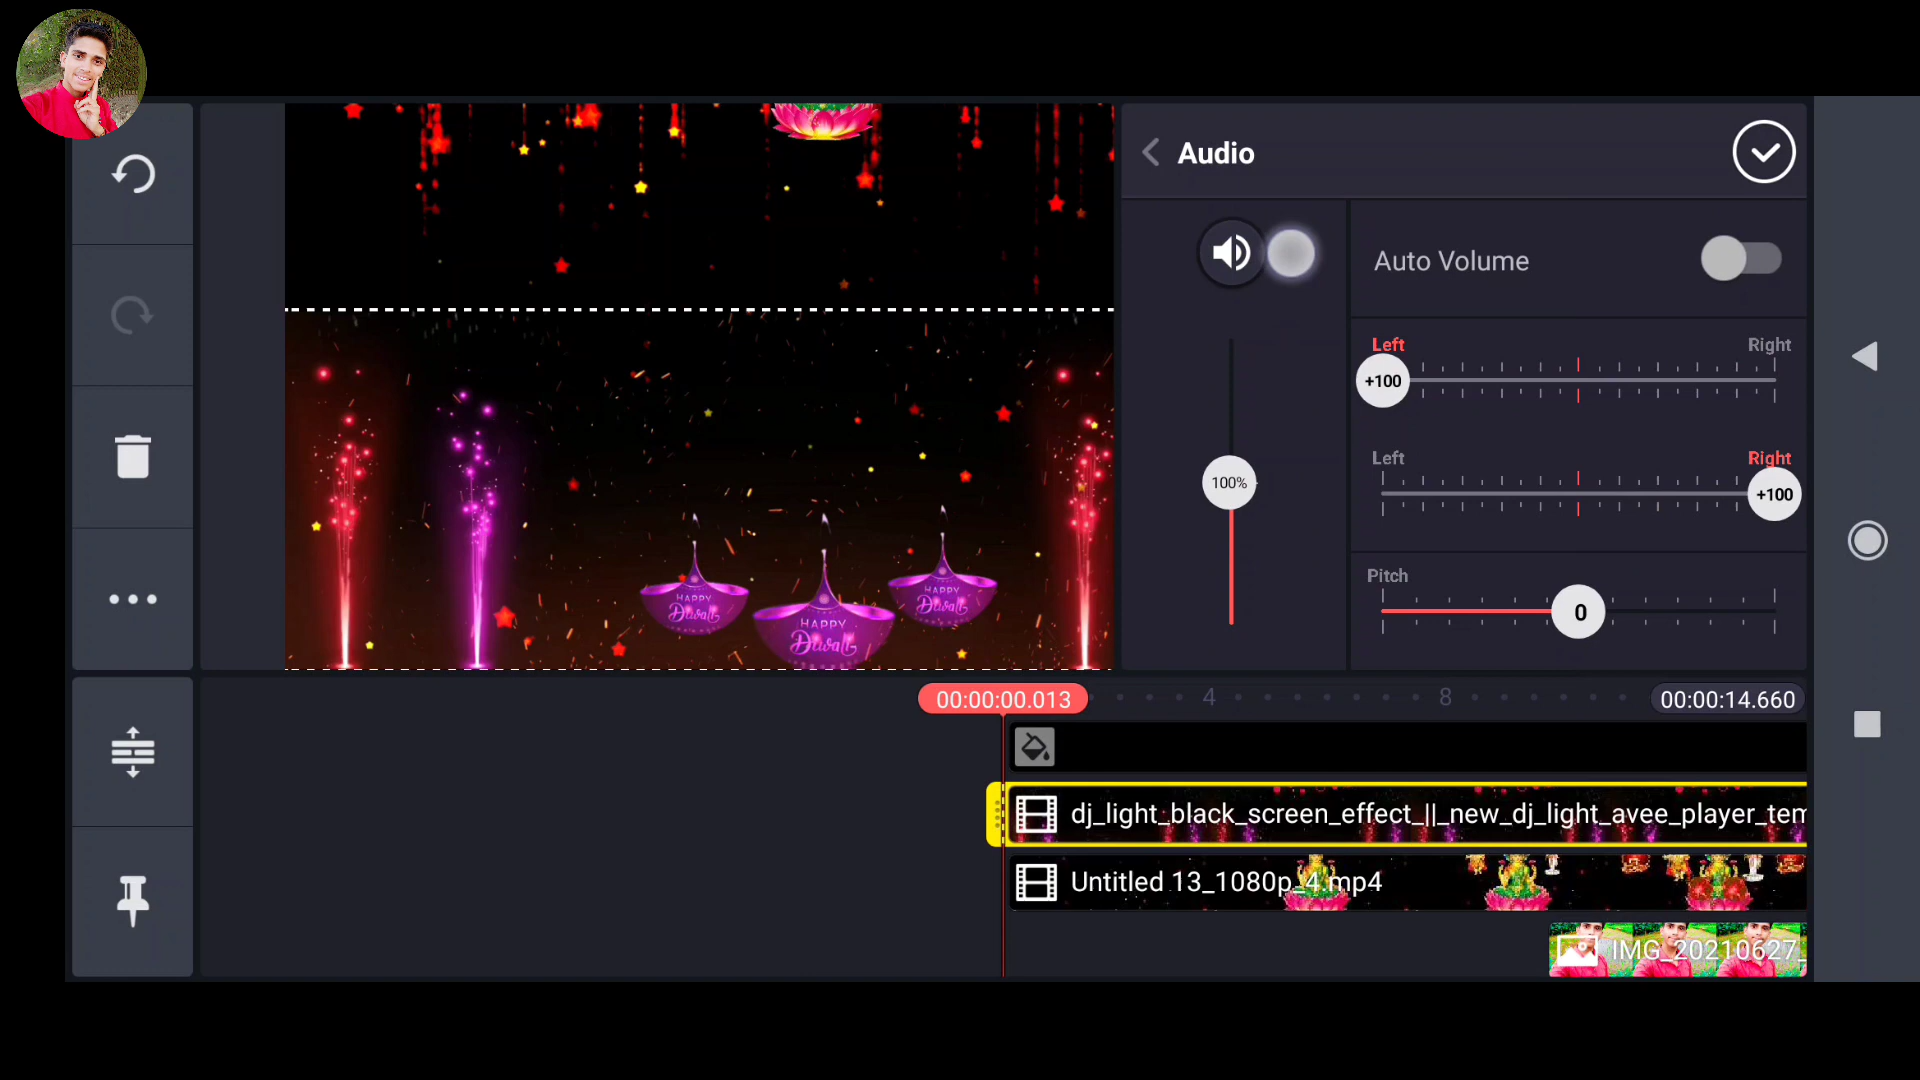 Audio
Auto Volume
Left
Right
+100
Left
Right
+100
100%
Pitch
0
HAPPY
Diwali
HAPPY
Diwali
HAPPY
Diwali
00:00:00.013
4
8
00:00:14.660
dj_light_black_screen_effect_||_new_dj_light_avee_player_tem
Untitled 13_1080p_4.mp4
IMG_20210627_